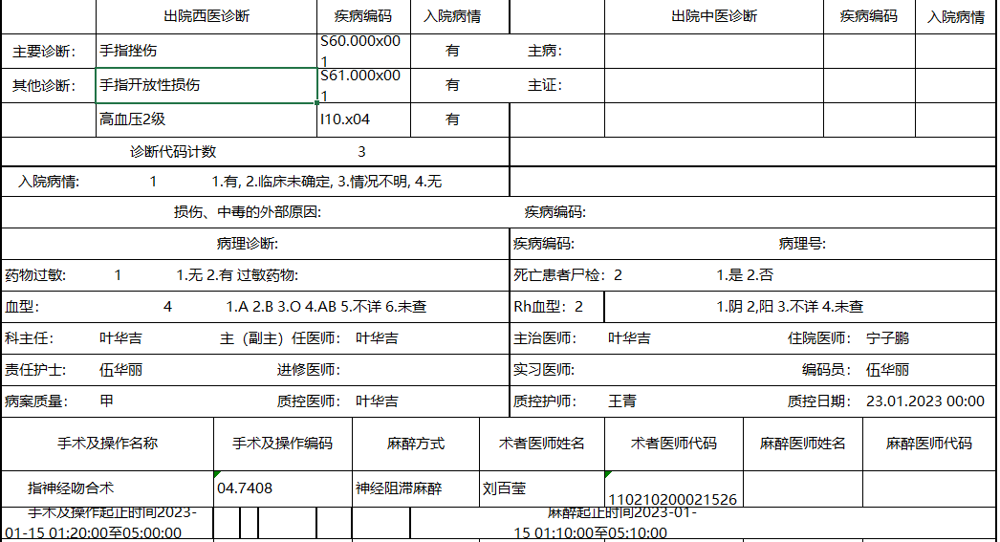 出院西医诊断 疾病编码 入院病情 出院中医诊断 疾病编码 入院病情
主要诊断: 手指挫伤 S60.000x001 有 主病:
其他诊断: 手指开放性损伤 S61.000x001 有 主证:
高血压2级 I10.x04 有
诊断代码计数 3
入院病情: 1 1.有, 2.临床未确定, 3.情况不明, 4.无
损伤、中毒的外部原因: 疾病编码:
病理诊断: 疾病编码: 病理号:
药物过敏: 1 1.无 2.有 过敏药物: 死亡患者尸检: 2 1.是 2.否
血型: 4 1.A 2.B 3.O 4.AB 5.不详 6.未查 Rh血型: 2 1.阴 2,阳 3.不详 4.未查
科主任: 叶华吉 主（副主）任医师: 叶华吉 主治医师: 叶华吉 住院医师: 宁子鹏
责任护士: 伍华丽 进修医师: 实习医师: 编码员: 伍华丽
病案质量: 甲 质控医师: 叶华吉 质控护师: 王青 质控日期: 23.01.2023 00:00
手术及操作名称 手术及操作编码 麻醉方式 术者医师姓名 术者医师代码 麻醉医师姓名 麻醉医师代码
指神经吻合术 04.7408 神经阻滞麻醉 刘百莹 110210200021526
手术及操作起止时间2023-01-15 01:20:00至05:00:00 麻醉起止时间2023-01-15 01:10:00至05:10:00